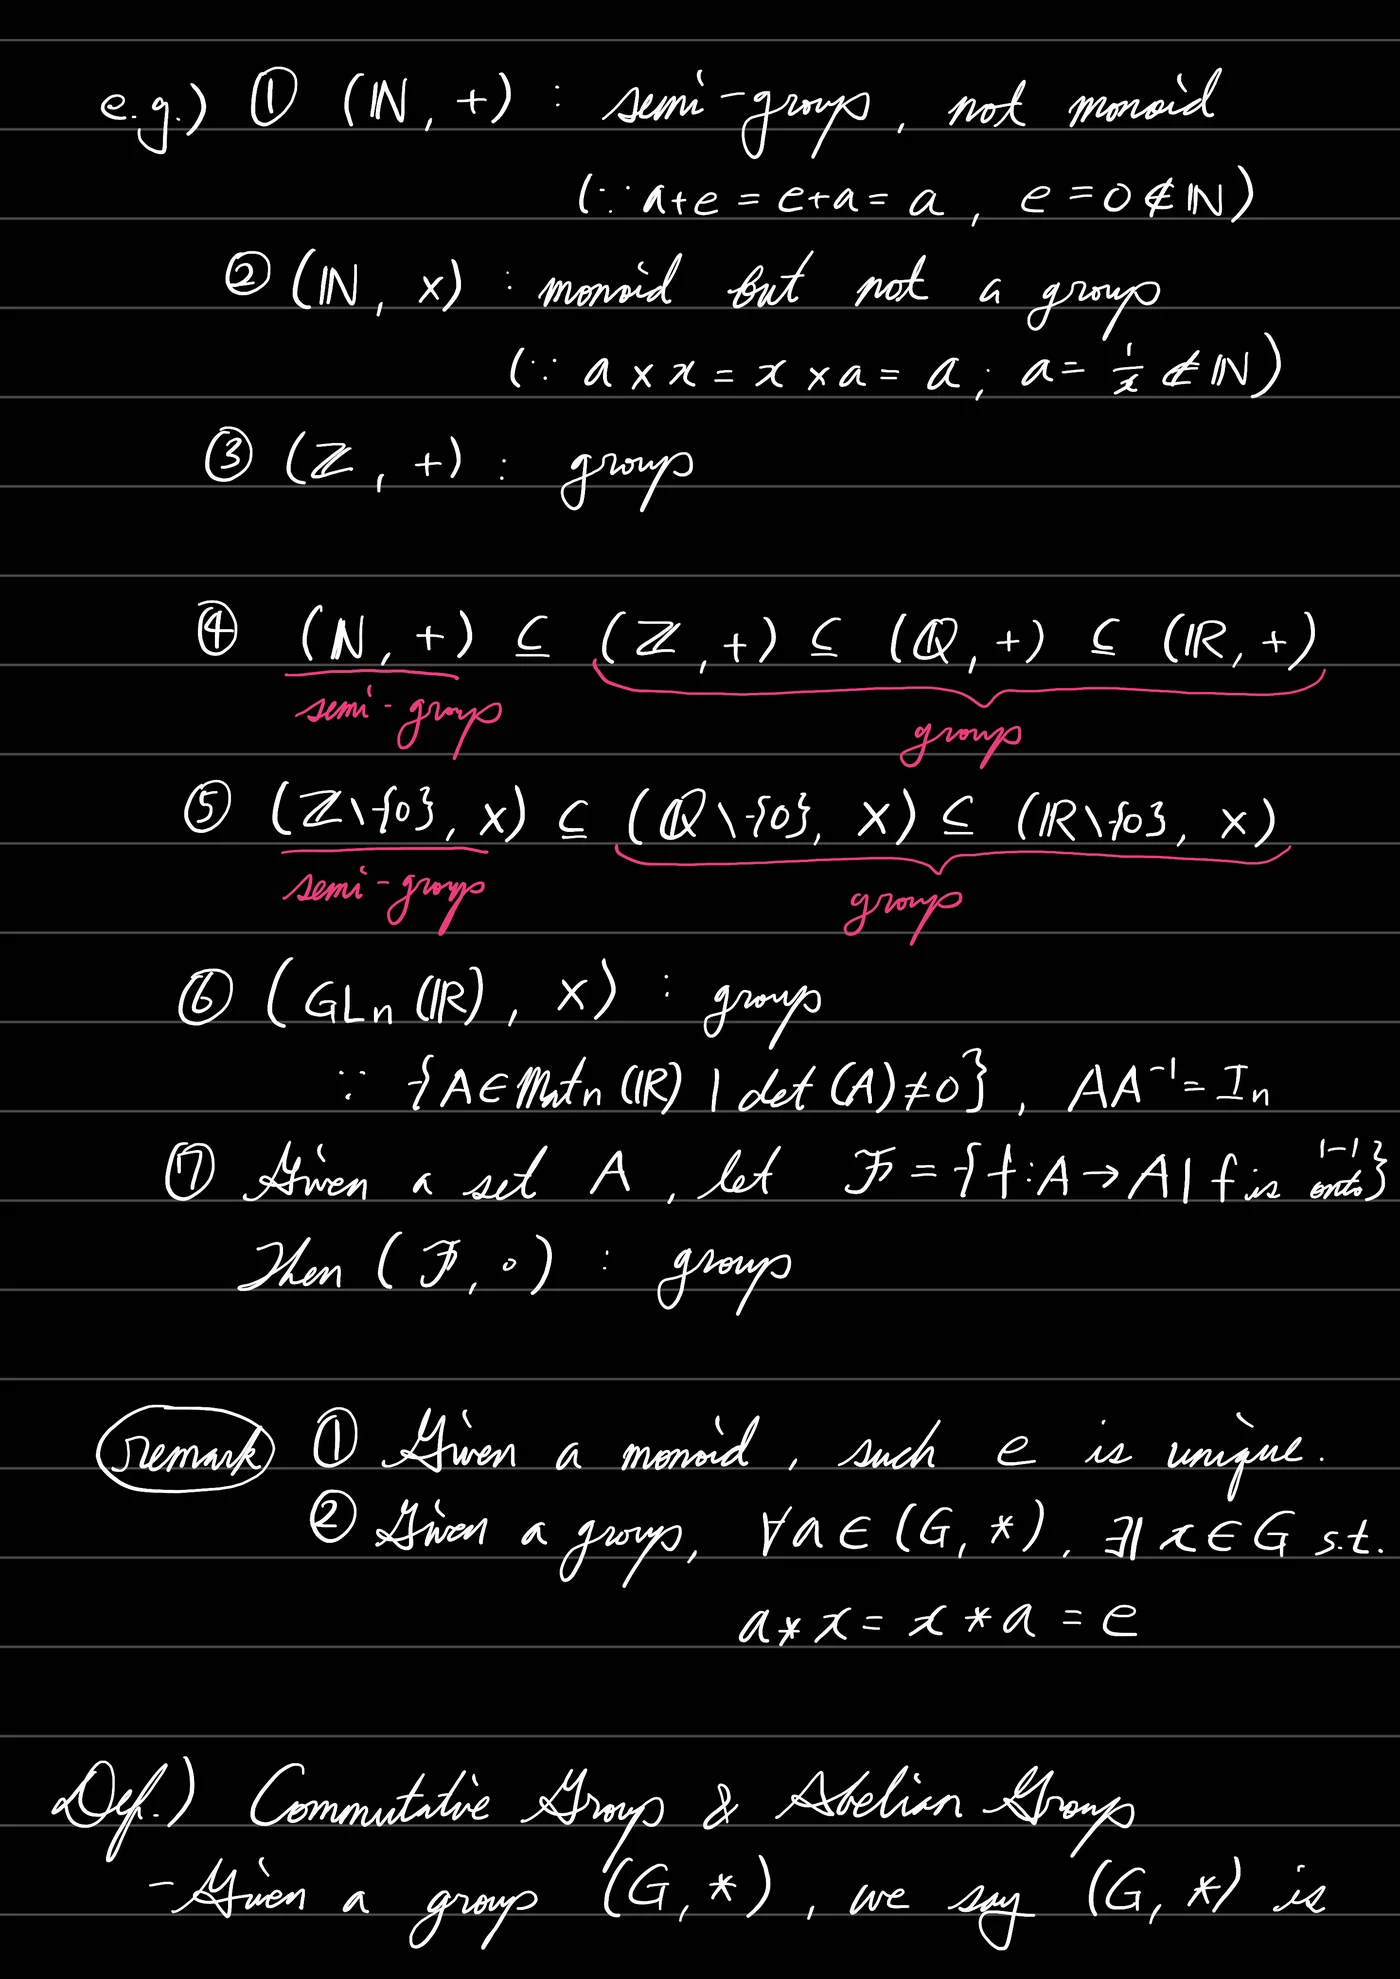 e.g.) ① (ℕ, +) : semi-group, not monoid
(∵ a+e = e+a = a, e = 0 ∉ ℕ)
② (ℕ, ×) : monoid but not a group
(∵ a × x = x × a = a; a = 1/x ∉ ℕ)
③ (ℤ, +) : group
④ (ℕ, +) ⊆ (ℤ, +) ⊆ (ℚ, +) ⊆ (ℝ, +)
semi-group group
⑤ (ℤ\{0}, ×) ⊆ (ℚ\{0}, ×) ⊆ (ℝ\{0}, ×)
semi-group group
⑥ (GLn(ℝ), ×) : group
∵ {A∈Matn(ℝ) | det(A)≠0}, AA⁻¹ = In
⑦ Given a set A, let ℱ = {f : A → A | f is 1-1 onto}
Then (ℱ, ∘) : group
remark ① Given a monoid, such e is unique.
② Given a group, ∀a∈(G, *), ∃| x∈G s.t.
a * x = x * a = e
Def.) Commutative Group & Abelian Group
- Given a group (G, *), we say (G, *) is